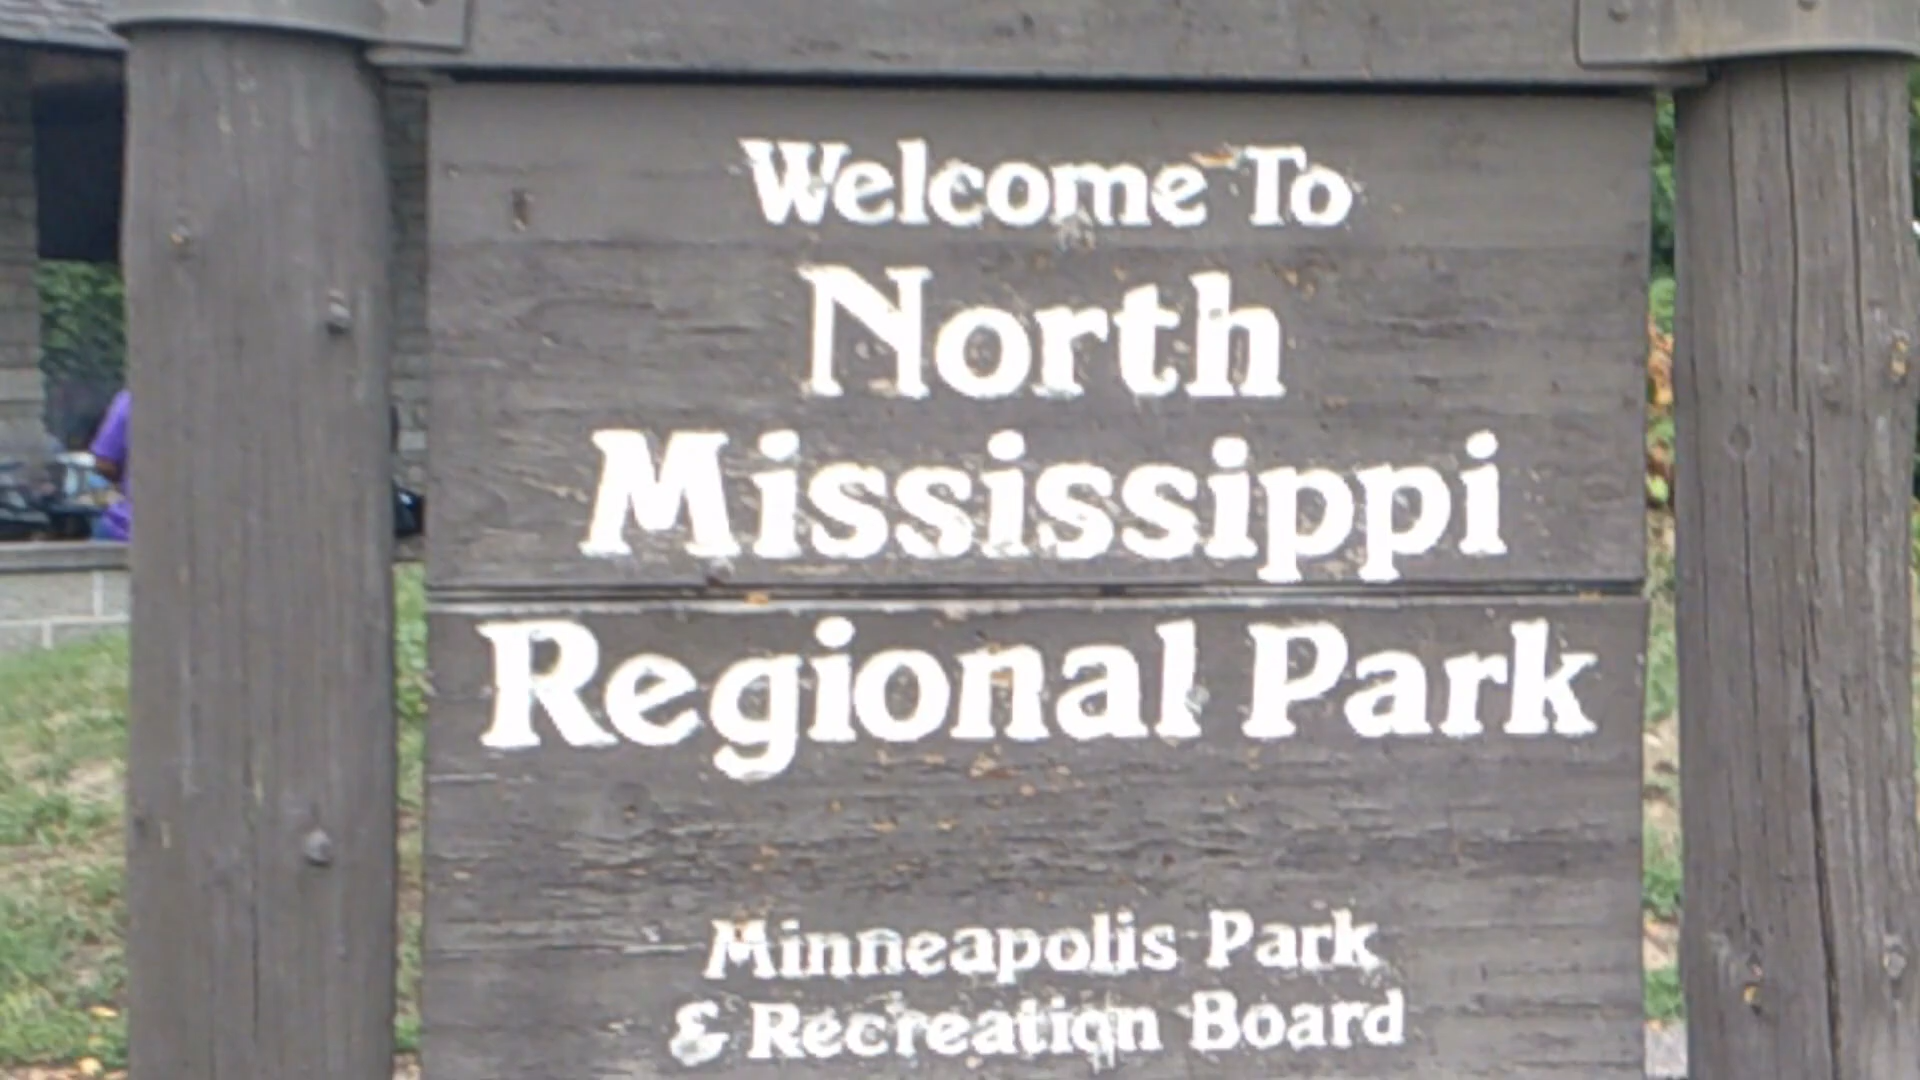 Welcome To
North
Mississippi
Regional Park
Minneapolis Park
& Recreation Board